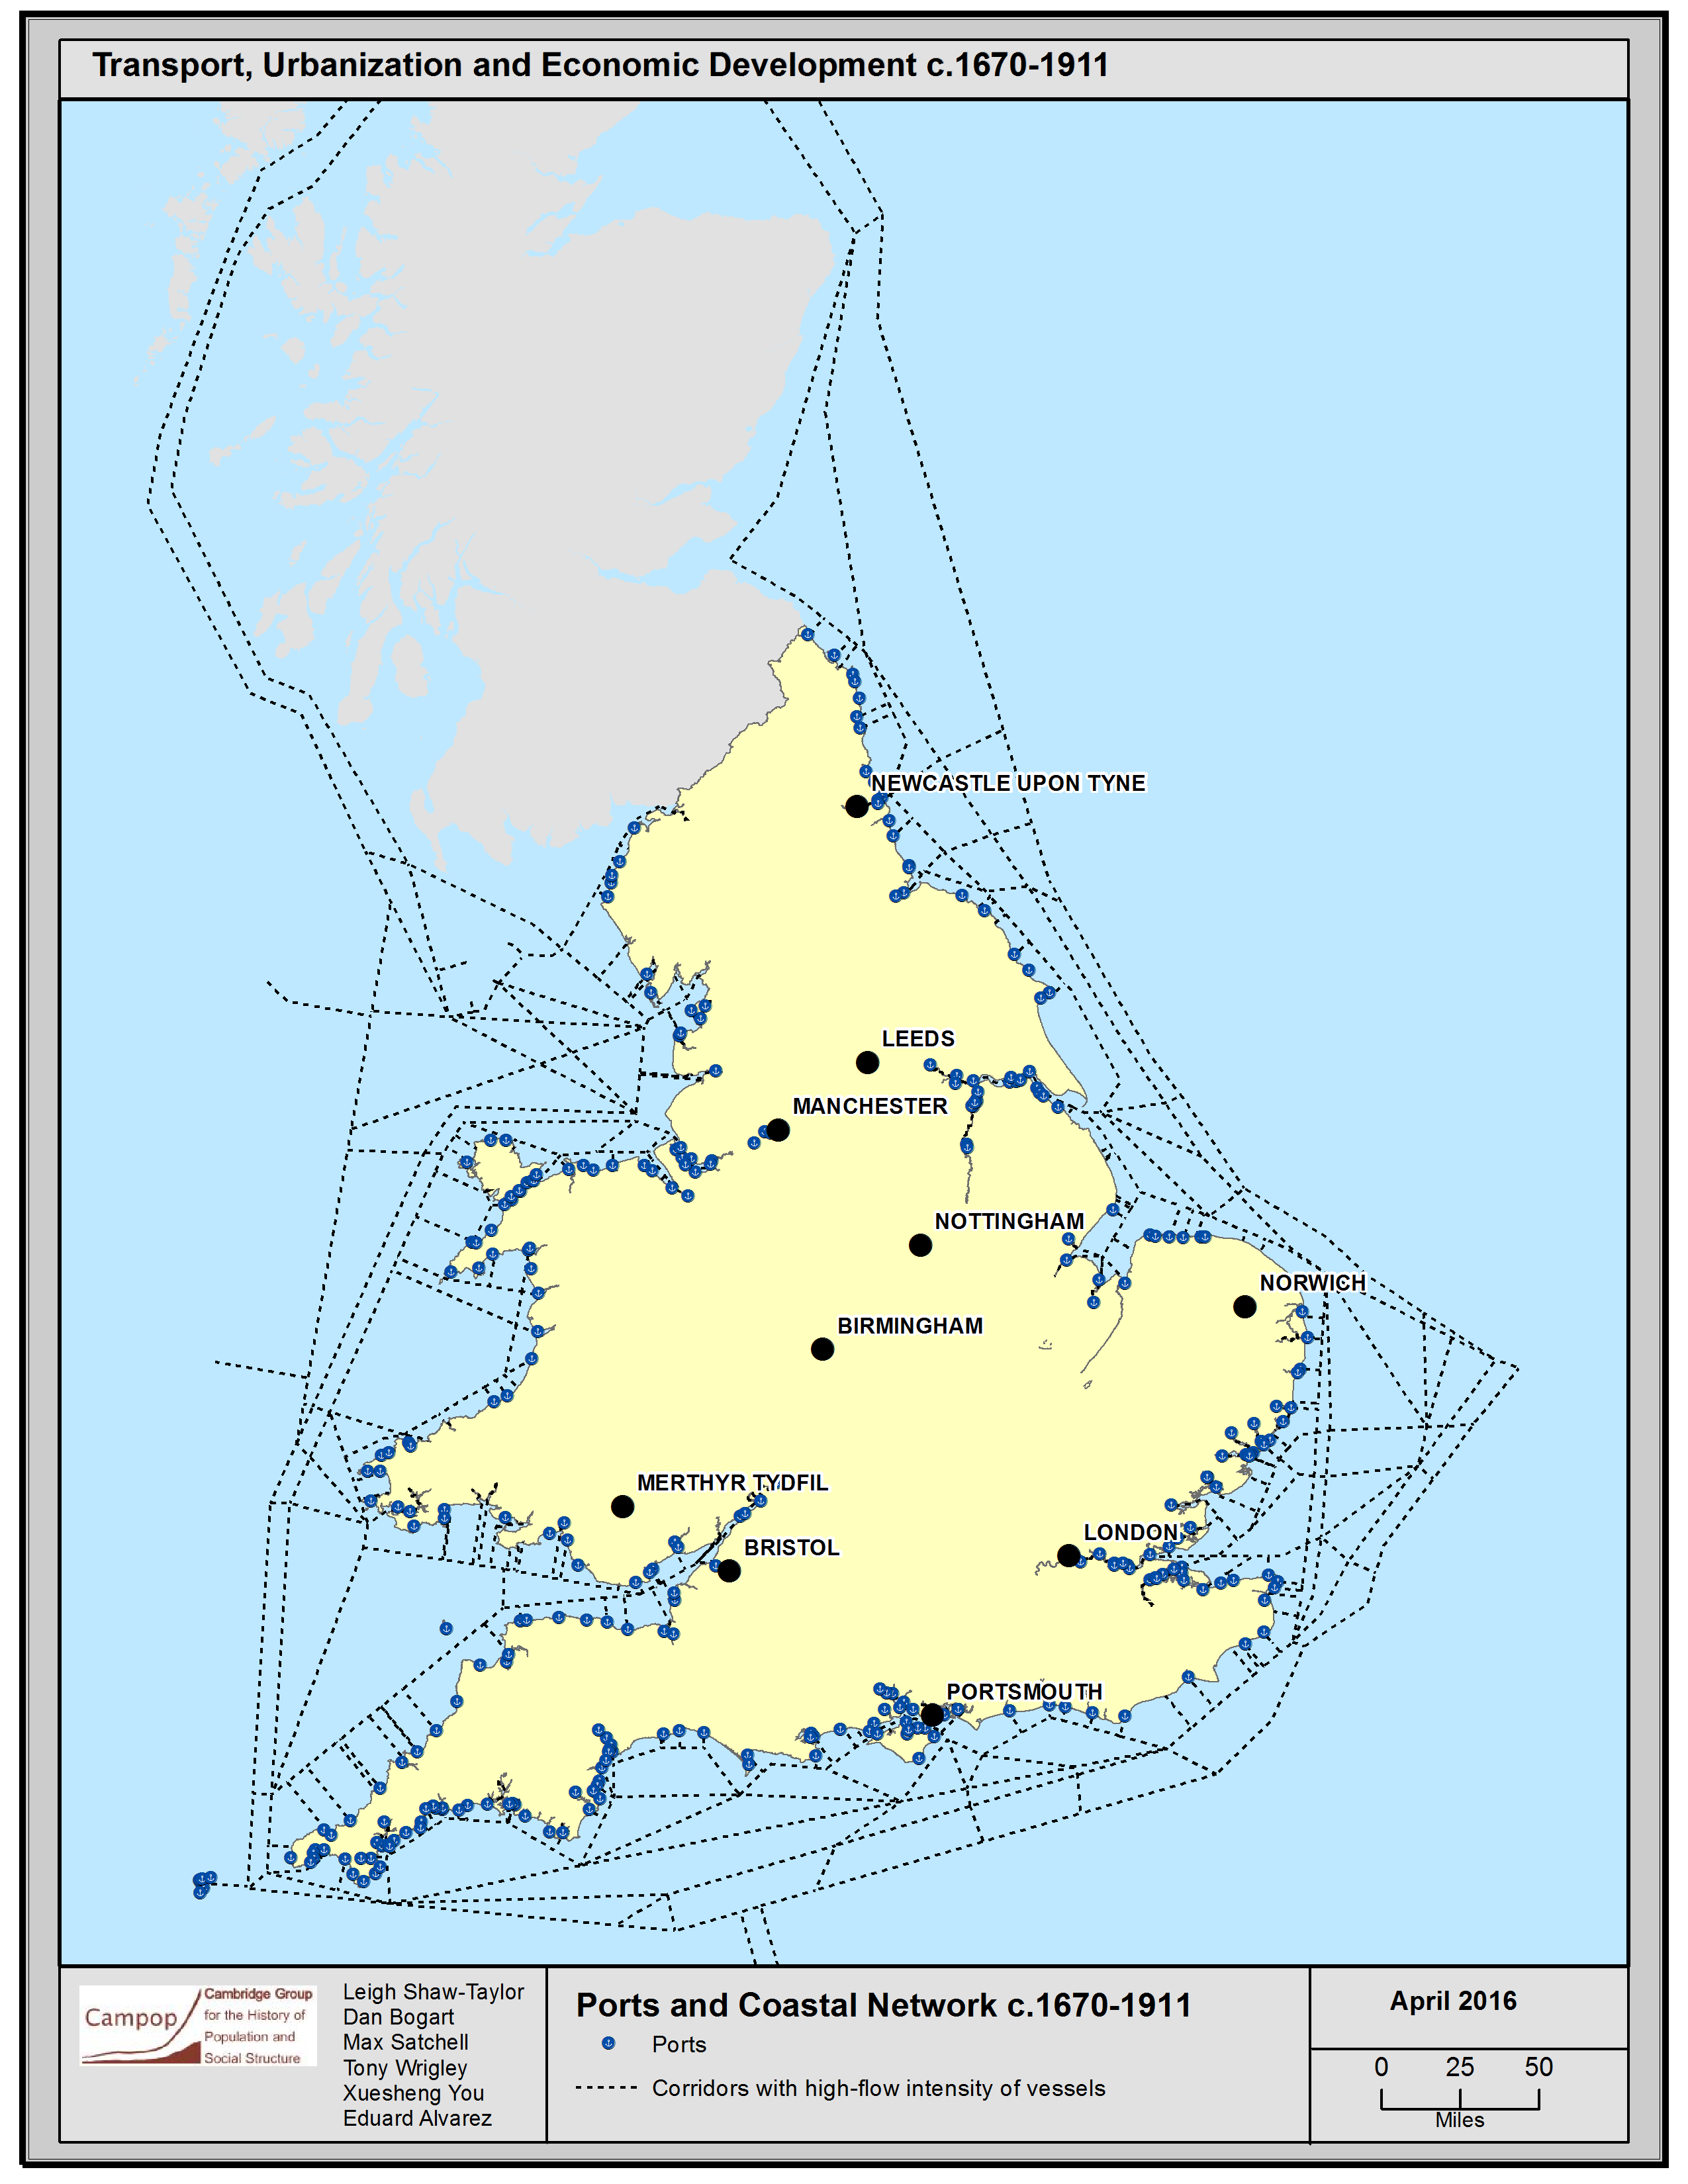 Transport, Urbanization and Economic Development c.1670-1911
NEWCASTLE UPON TYNE
LEEDS
MANCHESTER
NOTTINGHAM
NORWICH
BIRMINGHAM
MERTHYR TYDFIL
LONDON
BRISTOL
PORTSMOUTH
Campop
Cambridge Group
for the History of
Population and
Social Structure
Leigh Shaw-Taylor
Dan Bogart
Max Satchell
Tony Wrigley
Xuesheng You
Eduard Alvarez
Ports and Coastal Network c.1670-1911
Ports
Corridors with high-flow intensity of vessels
April 2016
0 25 50
Miles